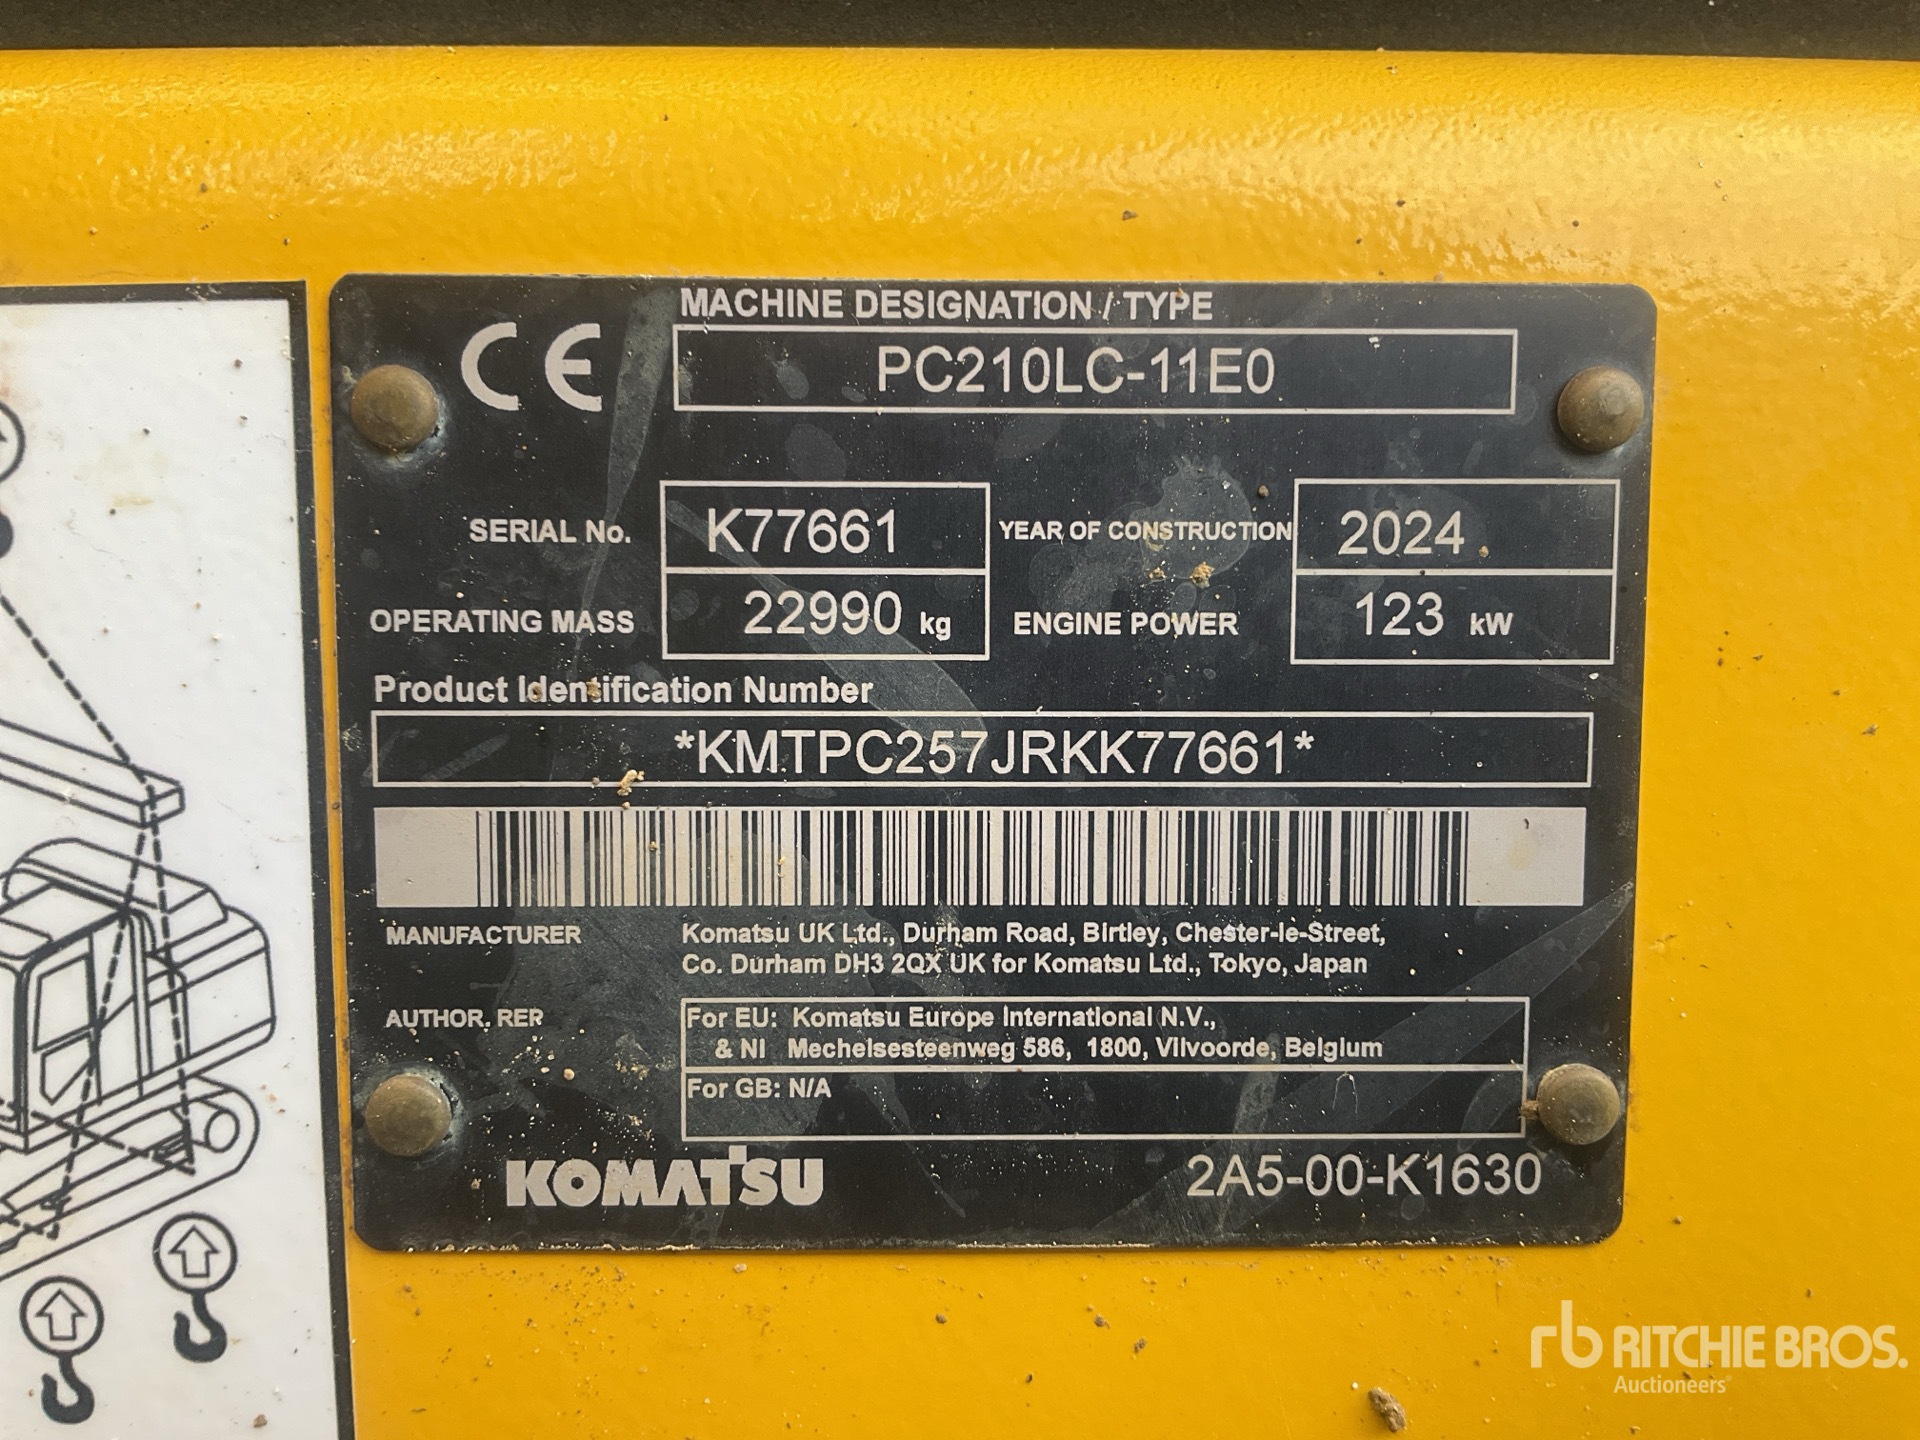 CE
MACHINE DESIGNATION / TYPE
PC210LC-11E0
SERIAL No.
K77661
YEAR OF CONSTRUCTION
2024
OPERATING MASS
22990 kg
ENGINE POWER
123 kW
Product Identification Number
*KMTPC257JRKK77661*
MANUFACTURER
Komatsu UK Ltd., Durham Road, Birtley, Chester-le-Street,
Co. Durham DH3 2QX UK for Komatsu Ltd., Tokyo, Japan
AUTHOR. RER
For EU: Komatsu Europe International N.V.,
& NI Mechelsesteenweg 586, 1800, Vilvoorde, Belgium
For GB: N/A
KOMATSU
2A5-00-K1630
rb RITCHIE BROS.
Auctioneers